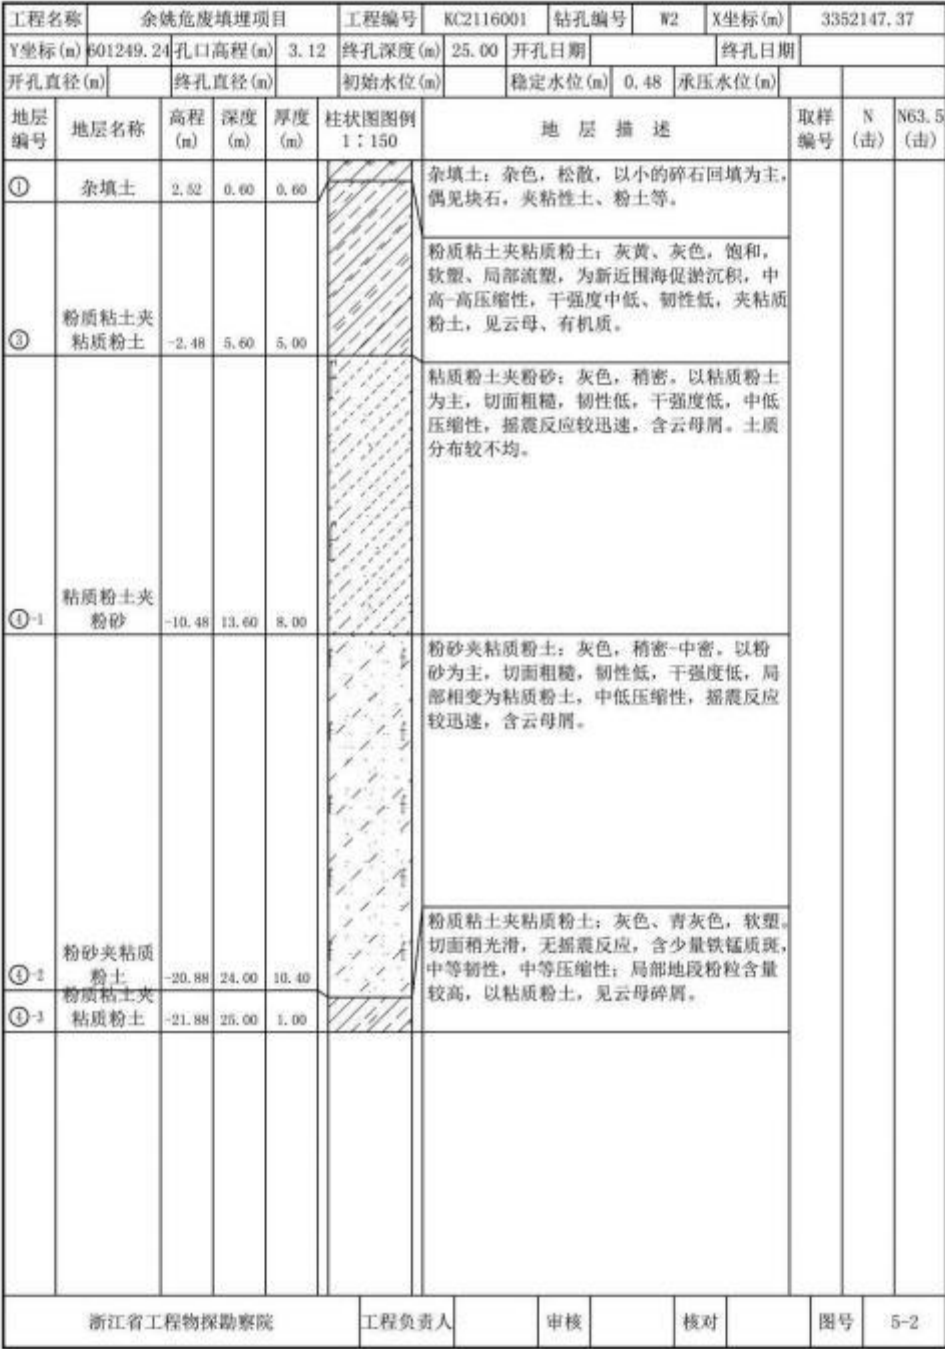 工程名称 余姚危废填埋项目 工程编号 KC2116001 钻孔编号 W2 X坐标(m) 3352147.37
Y坐标(m) 601249.24 孔口高程(m) 3.12 终孔深度(m) 25.00 开孔日期 终孔日期
开孔直径(m) 终孔直径(m) 初始水位(m) 稳定水位(m) 0.48 承压水位(m)
地层编号 地层名称 高程(m) 深度(m) 厚度(m) 柱状图图例 1：150 地 层 描 述 取样编号 N(击) N63.5(击)
① 杂填土 2.52 0.60 0.60
杂填土：杂色，松散，以小的碎石回填为主，
偶见块石，夹粘性土、粉土等。
③ 粉质粘土夹粘质粉土 -2.48 5.60 5.00
粉质粘土夹粘质粉土：灰黄、灰色，饱和，
软塑、局部流塑，为新近围海促淤沉积，中
高-高压缩性，干强度中低、韧性低，夹粘质
粉土，见云母、有机质。
④-1 粘质粉土夹粉砂 -10.48 13.60 8.00
粘质粉土夹粉砂：灰色，稍密。以粘质粉土
为主，切面粗糙，韧性低，干强度低，中低
压缩性，摇震反应较迅速，含云母屑。土质
分布较不均。
④-2 粉砂夹粘质粉土 -20.88 24.00 10.40
粉砂夹粘质粉土：灰色，稍密-中密。以粉
砂为主，切面粗糙，韧性低，干强度低，局
部相变为粘质粉土，中低压缩性，摇震反应
较迅速，含云母屑。
④-3 粉质粘土夹粘质粉土 -21.88 25.00 1.00
粉质粘土夹粘质粉土：灰色、青灰色，软塑。
切面稍光滑，无摇震反应，含少量铁锰质斑，
中等韧性，中等压缩性；局部地段粉粒含量
较高，以粘质粉土，见云母碎屑。
浙江省工程物探勘察院 工程负责人 审核 核对 图号 5-2